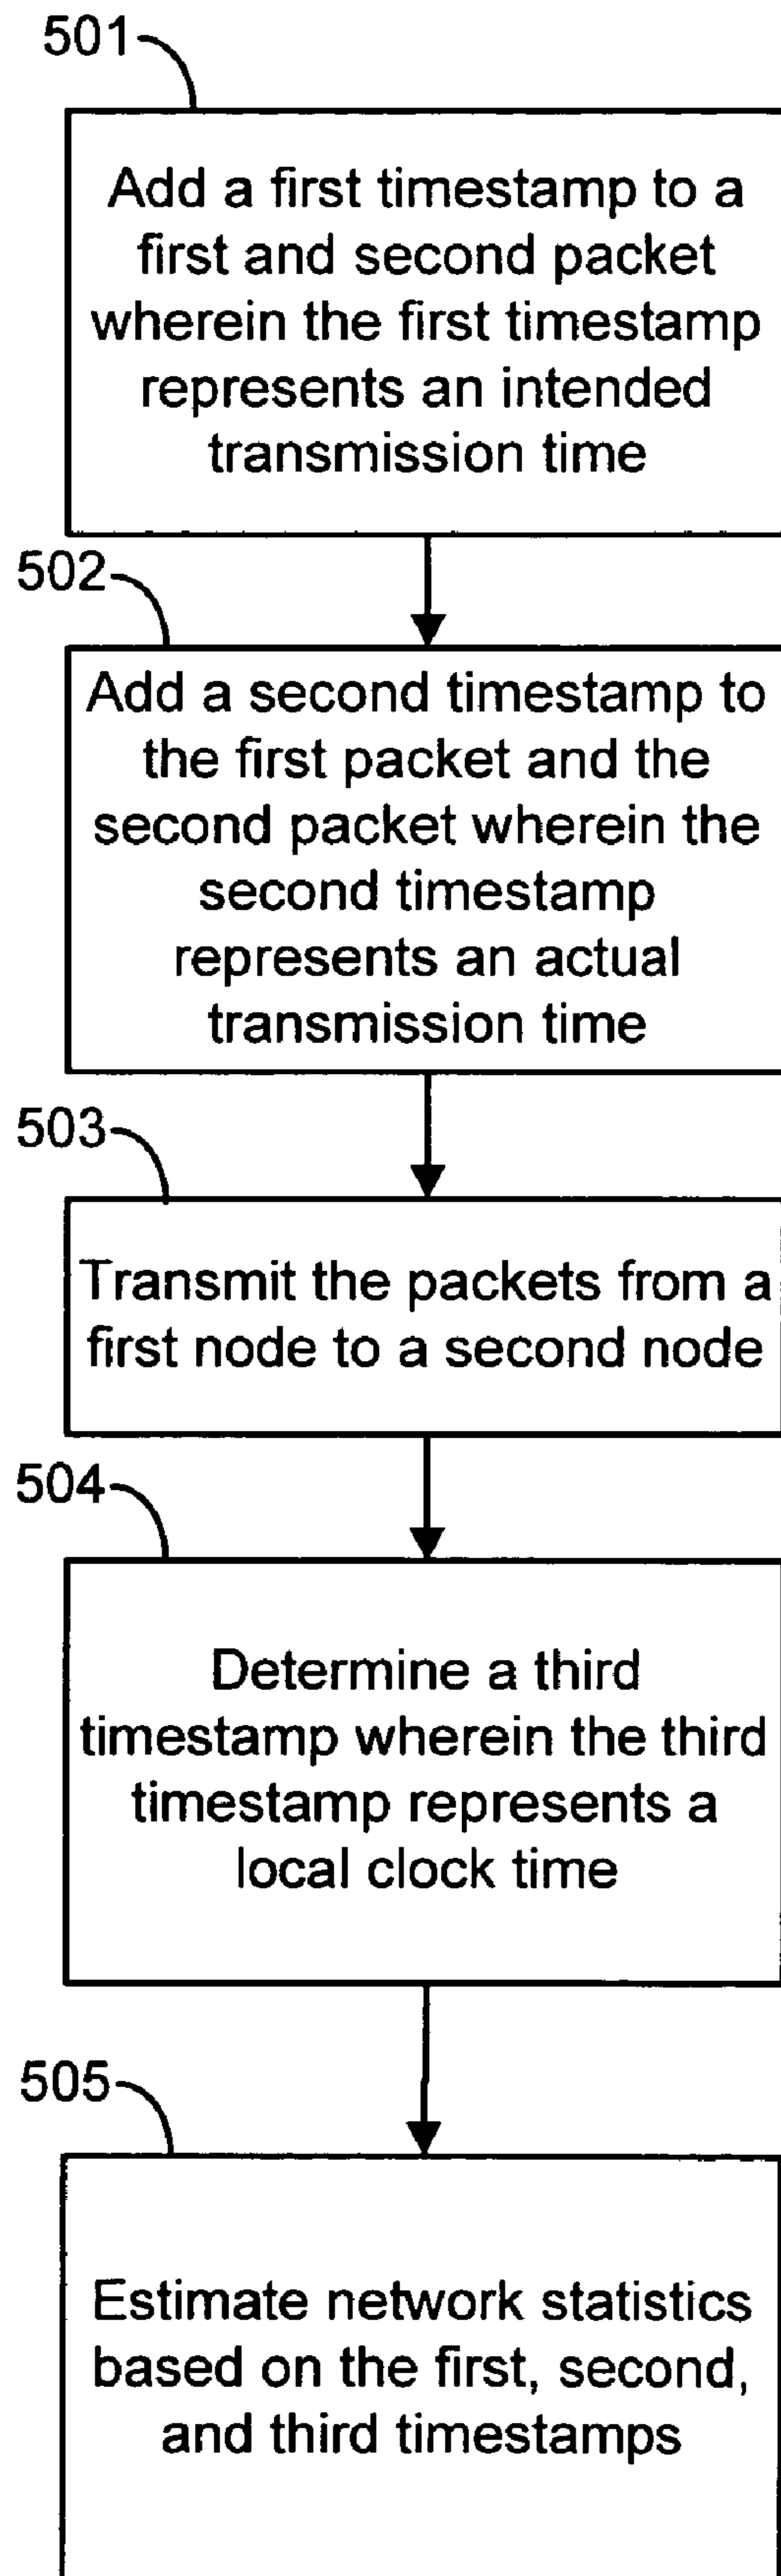 501
Add a first timestamp to a
first and second packet
wherein the first timestamp
represents an intended
transmission time
502
Add a second timestamp to
the first packet and the
second packet wherein the
second timestamp
represents an actual
transmission time
503
Transmit the packets from a
first node to a second node
504
Determine a third
timestamp wherein the third
timestamp represents a
local clock time
505
Estimate network statistics
based on the first, second,
and third timestamps